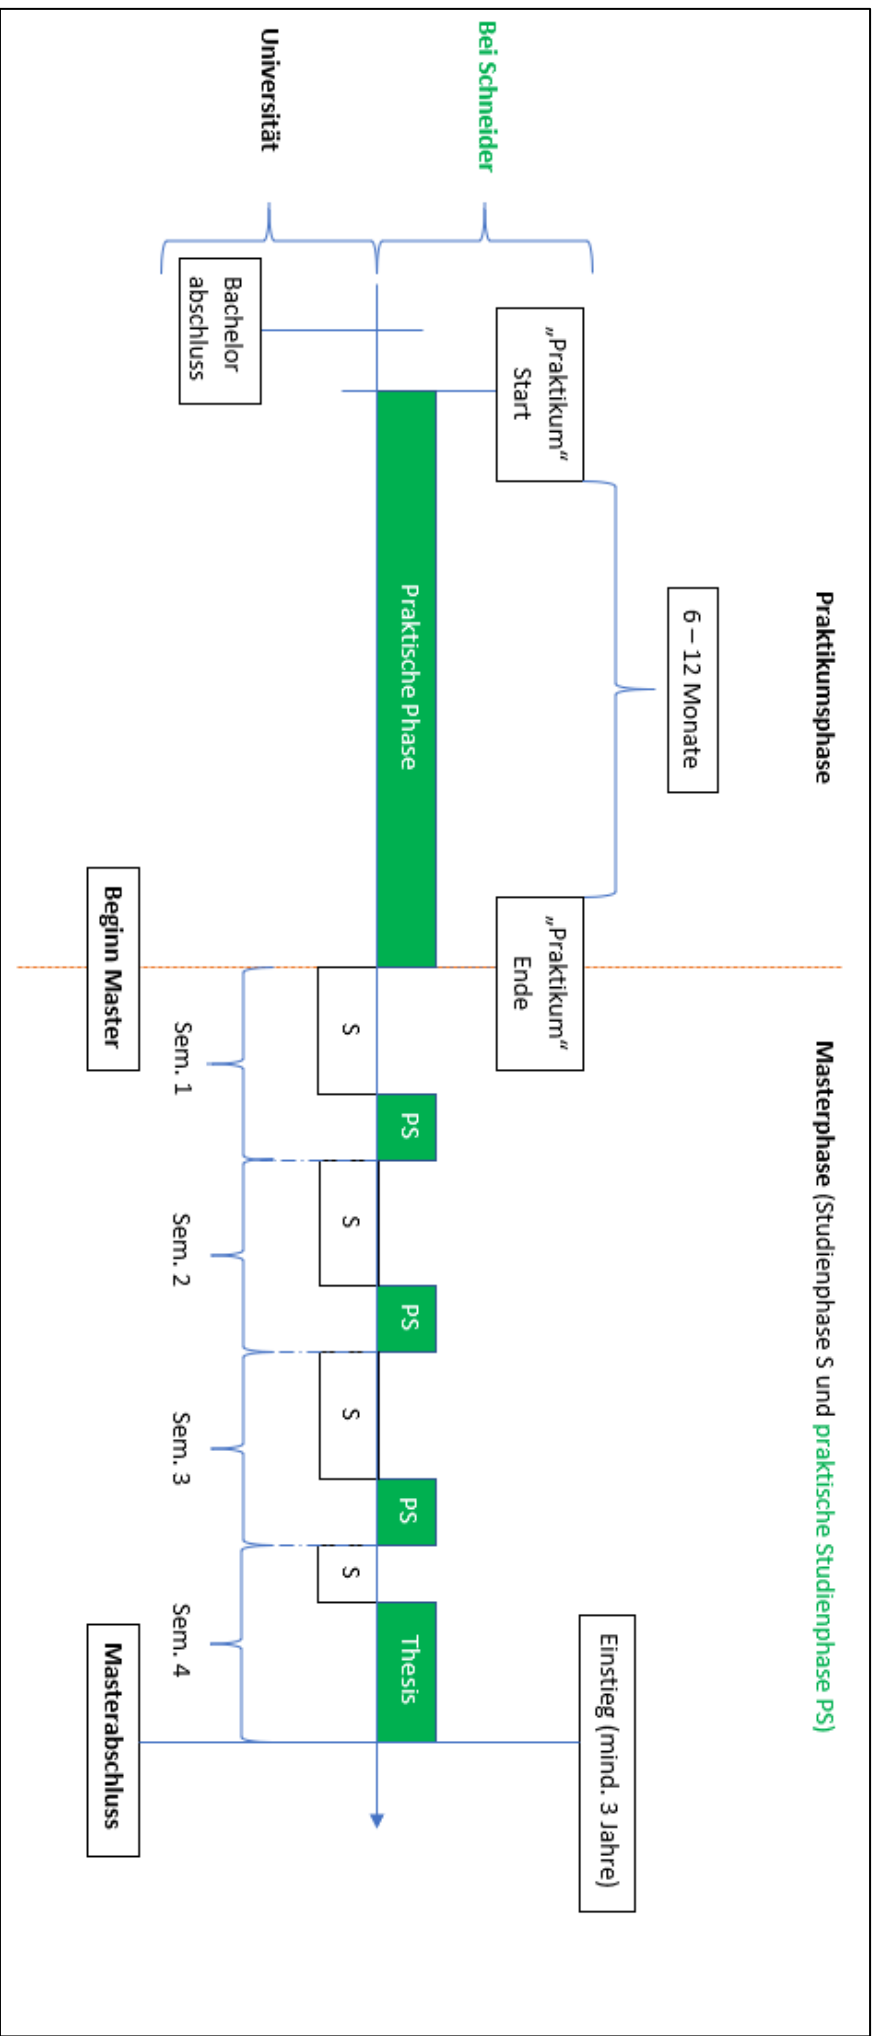 Praktikumsphase
Masterphase (Studienphase S und praktische Studienphase PS)
6 – 12 Monate
„Praktikum“
Start
„Praktikum“
Ende
Einstieg (mind. 3 Jahre)
Bei Schneider
Praktische Phase
PS
PS
PS
Thesis
S
S
S
S
Universität
Bachelor
abschluss
Sem. 1
Sem. 2
Sem. 3
Sem. 4
Beginn Master
Masterabschluss